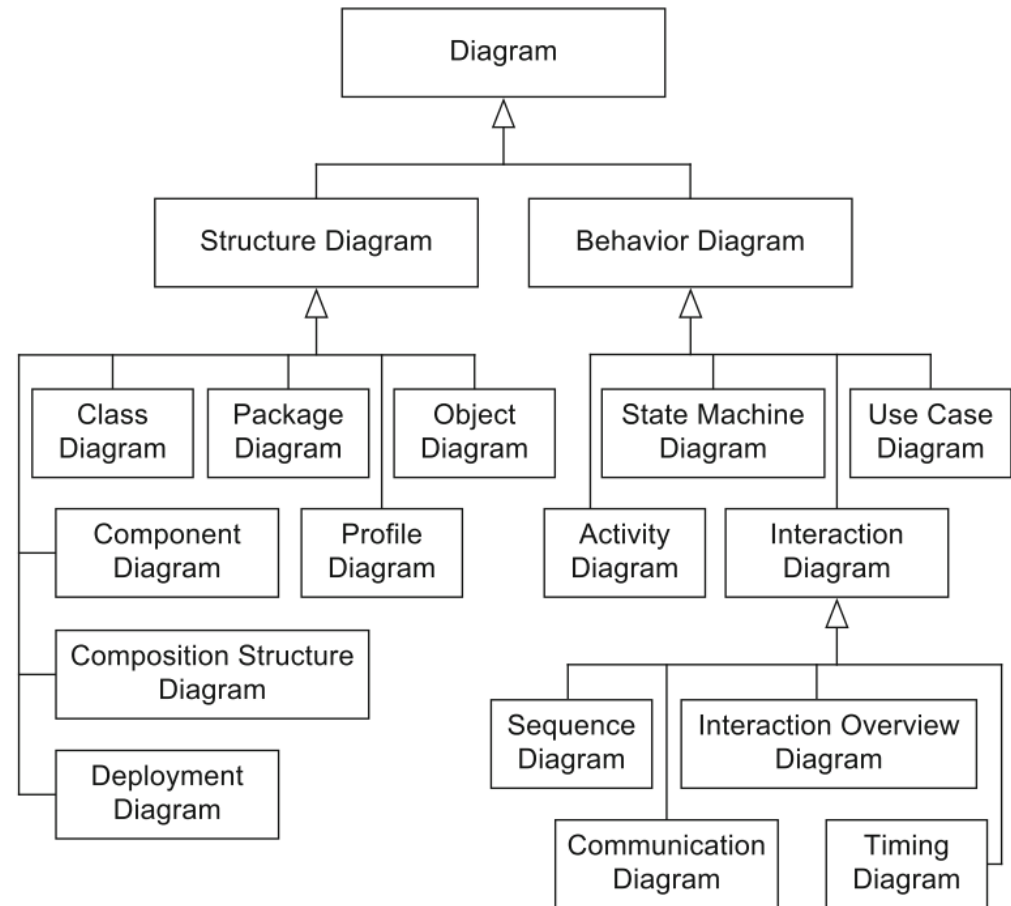 Diagram
Structure Diagram
Behavior Diagram
Class
Diagram
Package
Diagram
Object
Diagram
State Machine
Diagram
Use Case
Diagram
Component
Diagram
Profile
Diagram
Activity
Diagram
Interaction
Diagram
Composition Structure
Diagram
Sequence
Diagram
Interaction Overview
Diagram
Deployment
Diagram
Communication
Diagram
Timing
Diagram